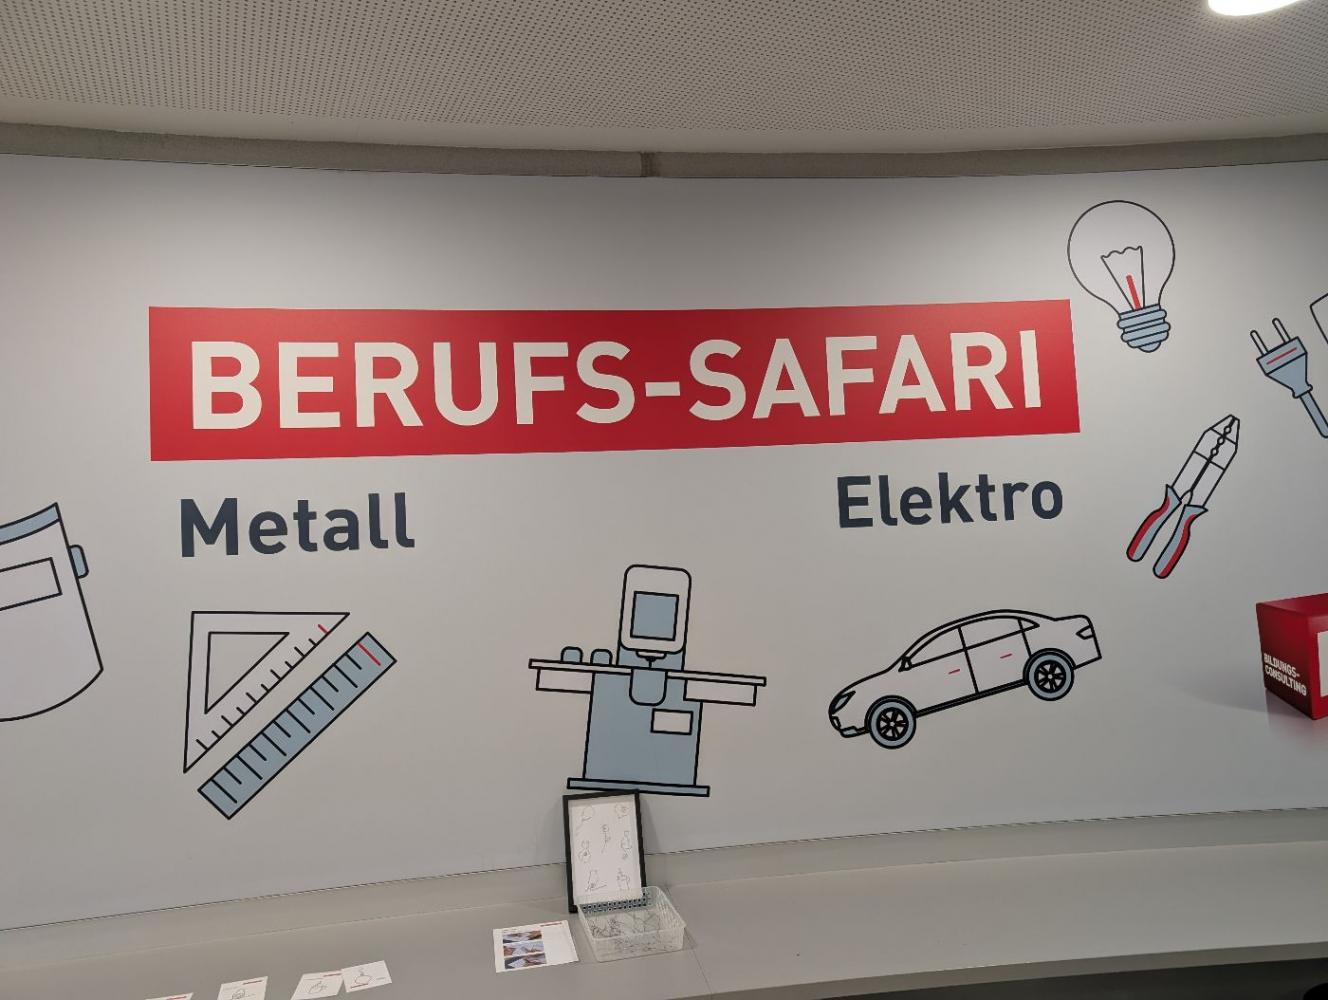 BERUFS-SAFARI
Metall
Elektro
BILDUNGS-
CONSULTING